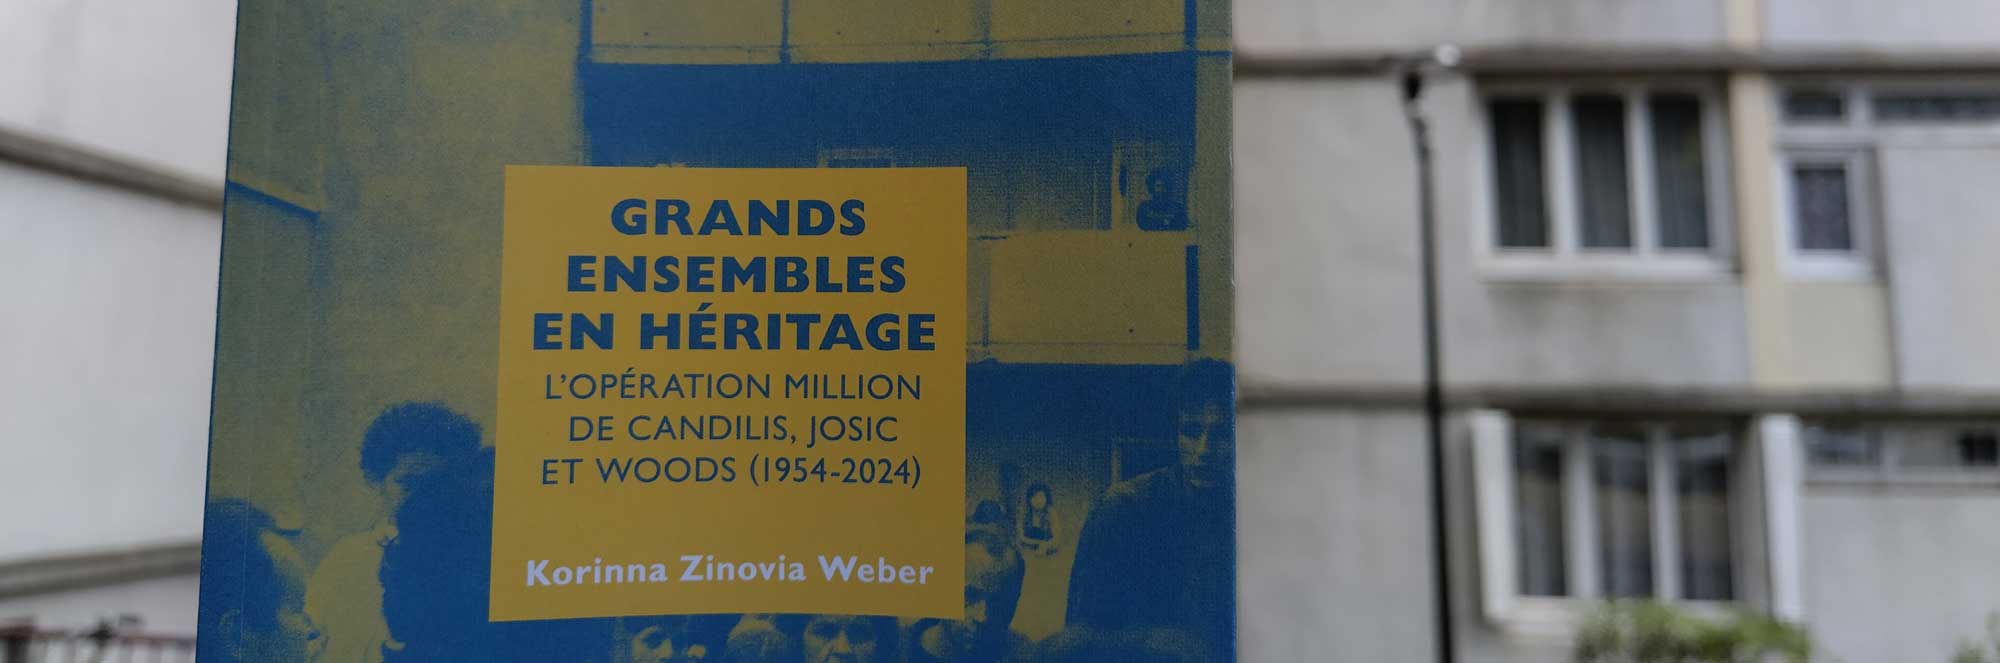 GRANDS
ENSEMBLES
EN HÉRITAGE
L'OPÉRATION MILLION
DE CANDILIS, JOSIC
ET WOODS (1954-2024)
Korinna Zinovia Weber